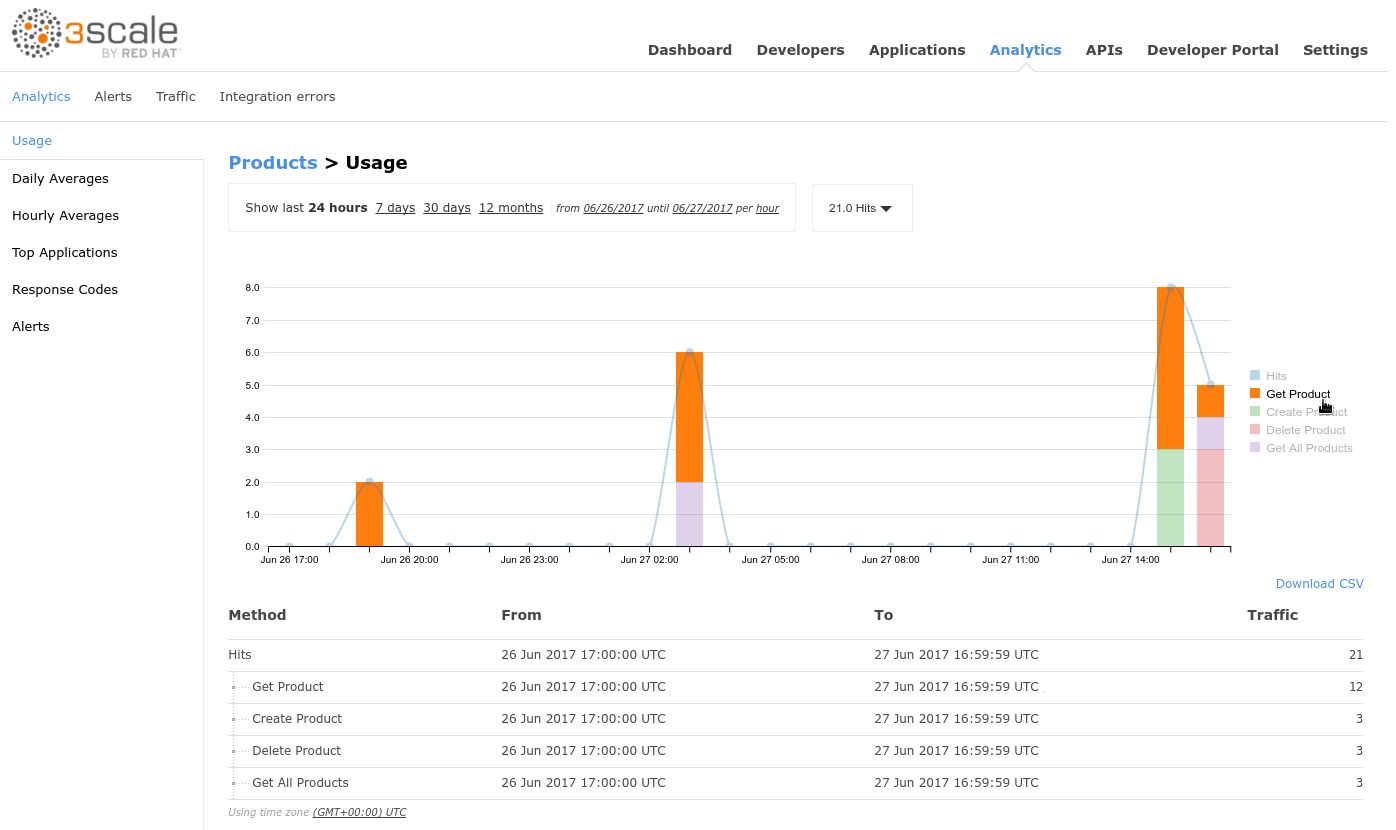 3scale
BY RED HAT
Dashboard Developers Applications Analytics APIs Developer Portal Settings
Analytics Alerts Traffic Integration errors
Usage
Daily Averages
Hourly Averages
Top Applications
Response Codes
Alerts
Products > Usage
Show last 24 hours 7 days 30 days 12 months from 06/26/2017 until 06/27/2017 per hour
21.0 Hits
8.0
7.0
6.0
5.0
4.0
3.0
2.0
1.0
0.0
Jun 26 17:00 Jun 26 20:00 Jun 26 23:00 Jun 27 02:00 Jun 27 05:00 Jun 27 08:00 Jun 27 11:00 Jun 27 14:00
Hits
Get Product
Create Product
Delete Product
Get All Products
Download CSV
Method From To Traffic
Hits 26 Jun 2017 17:00:00 UTC 27 Jun 2017 16:59:59 UTC 21
Get Product 26 Jun 2017 17:00:00 UTC 27 Jun 2017 16:59:59 UTC 12
Create Product 26 Jun 2017 17:00:00 UTC 27 Jun 2017 16:59:59 UTC 3
Delete Product 26 Jun 2017 17:00:00 UTC 27 Jun 2017 16:59:59 UTC 3
Get All Products 26 Jun 2017 17:00:00 UTC 27 Jun 2017 16:59:59 UTC 3
Using time zone (GMT+00:00) UTC